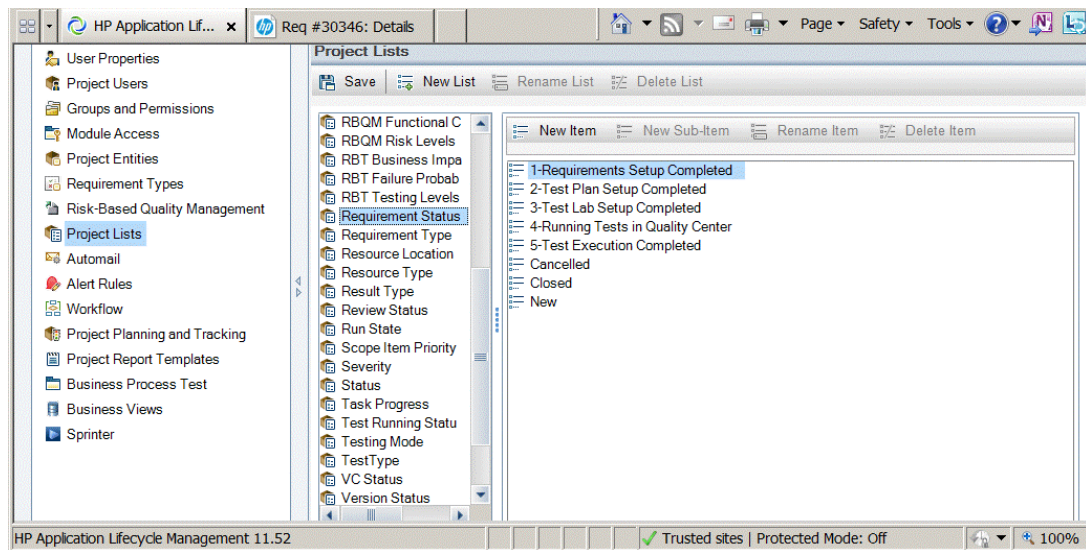 HP Application Lif... x
Req #30346: Details
Page
Safety
Tools
User Properties
Project Users
Groups and Permissions
Module Access
Project Entities
Requirement Types
Risk-Based Quality Management
Project Lists
Automail
Alert Rules
Workflow
Project Planning and Tracking
Project Report Templates
Business Process Test
Business Views
Sprinter
Project Lists
Save
New List
Rename List
Delete List
RBQM Functional C
RBQM Risk Levels
RBT Business Impa
RBT Failure Probab
RBT Testing Levels
Requirement Status
Requirement Type
Resource Location
Resource Type
Result Type
Review Status
Run State
Scope Item Priority
Severity
Status
Task Progress
Test Running Statu
Testing Mode
TestType
VC Status
Version Status
New Item
New Sub-Item
Rename Item
Delete Item
1-Requirements Setup Completed
2-Test Plan Setup Completed
3-Test Lab Setup Completed
4-Running Tests in Quality Center
5-Test Execution Completed
Cancelled
Closed
New
HP Application Lifecycle Management 11.52
Trusted sites | Protected Mode: Off
100%